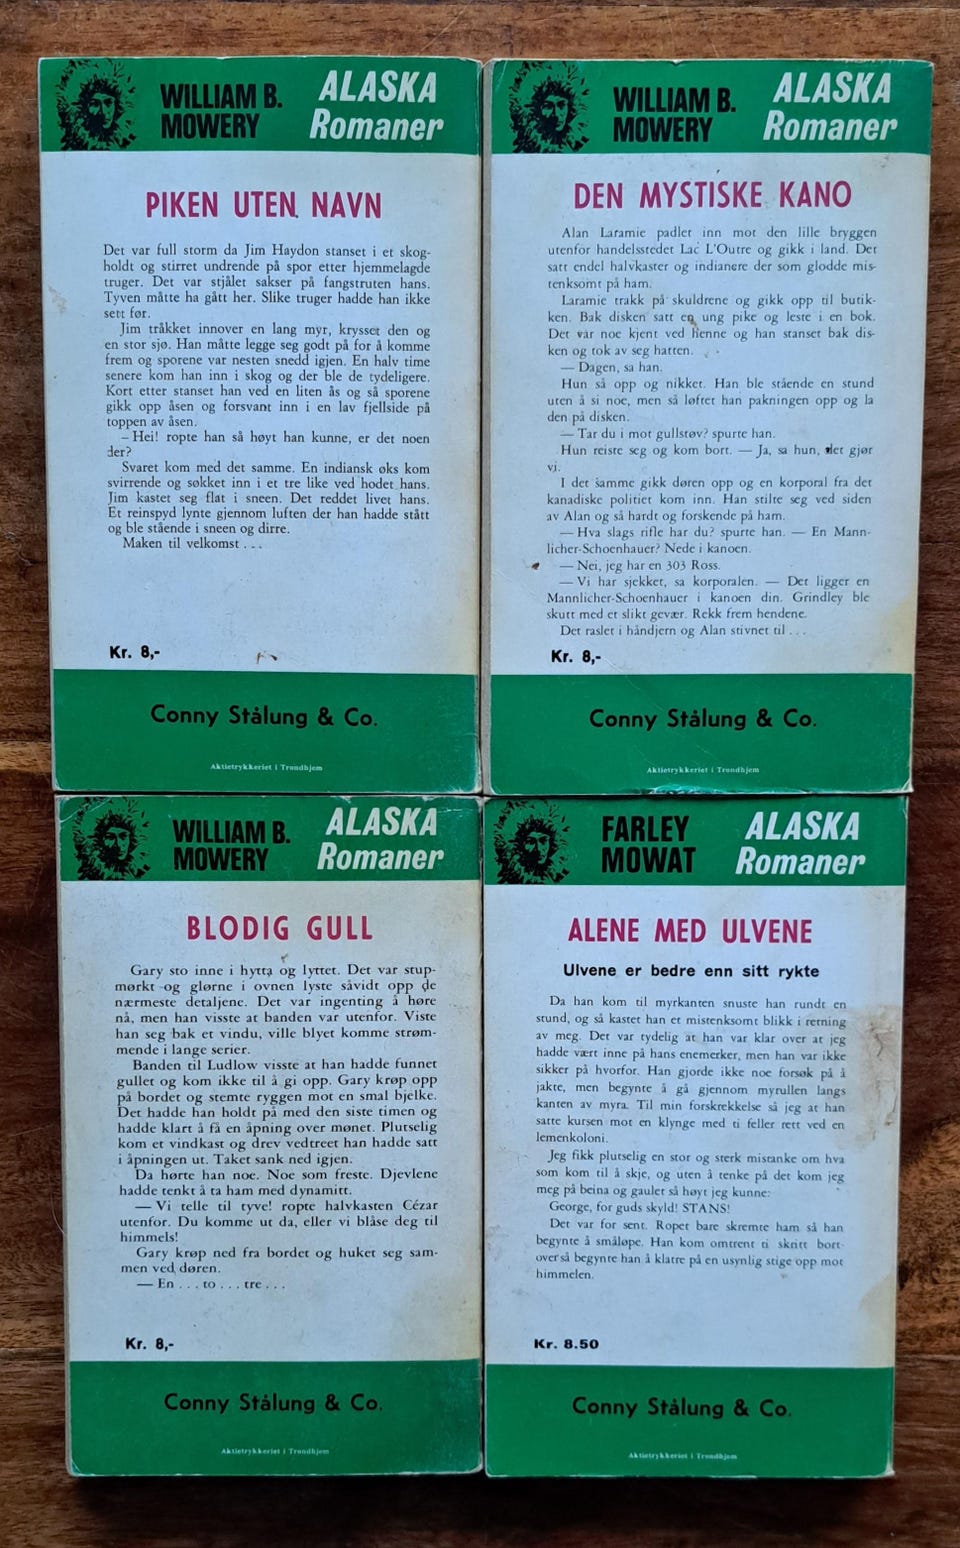 WILLIAM B.
MOWERY
ALASKA
Romaner
PIKEN UTEN NAVN
Det var full storm da Jim Haydon stanset i et skog-
holdt og stirret undrende på spor etter hjemmelagde
truger. Det var stjålet sakser på fangstruten hans.
Tyven måtte ha gått her. Slike truger hadde han ikke
sett før.
Jim tråkket innover en lang myr, krysset den og
en stor sjø. Han måtte legge seg godt på for å komme
frem og sporene var nesten snedd igjen. En halv time
senere kom han inn i skog og der ble de tydeligere.
Kort etter stanset han ved en liten ås og så sporene
gikk opp åsen og forsvant inn i en lav fjellside på
toppen av åsen.
– Hei! ropte han så høyt han kunne, er det noen
der?
Svaret kom med det samme. En indiansk øks kom
svirrende og søkket inn i et tre like ved hodet hans.
Jim kastet seg flat i sneen. Det reddet livet hans.
Et reinspyd lynte gjennom luften der han hadde stått
og ble stående i sneen og dirre.
Maken til velkomst . . .
Kr. 8,-
Conny Stålung & Co.
Aktietrykkeriet i Trondhjem
WILLIAM B.
MOWERY
ALASKA
Romaner
DEN MYSTISKE KANO
Alan Laramie padlet inn mot den lille bryggen
utenfor handelsstedet Lac L'Outre og gikk i land. Det
satt endel halvkaster og indianere der som glodde mis-
tenksomt på ham.
Laramie trakk på skuldrene og gikk opp til butik-
ken. Bak disken satt en ung pike og leste i en bok.
Det var noe kjent ved henne og han stanset bak dis-
ken og tok av seg hatten.
— Dagen, sa han.
Hun så opp og nikket. Han ble stående en stund
uten å si noe, men så løftet han pakningen opp og la
den på disken.
— Tar du i mot gullstøv? spurte han.
Hun reiste seg og kom bort. — Ja, sa hun, det gjør
vi.
I det samme gikk døren opp og en korporal fra det
kanadiske politiet kom inn. Han stilte seg ved siden
av Alan og så hardt og forskende på ham.
— Hva slags rifle har du? spurte han. — En Mann-
licher-Schoenhauer? Nede i kanoen.
— Nei, jeg har en 303 Ross.
— Vi har sjekket, sa korporalen. — Det ligger en
Mannlicher-Schoenhauer i kanoen din. Grindley ble
skutt med et slikt gevær. Rekk frem hendene.
Det raslet i håndjern og Alan stivnet til . . .
Kr. 8,-
Conny Stålung & Co.
Aktietrykkeriet i Trondhjem
WILLIAM B.
MOWERY
ALASKA
Romaner
BLODIG GULL
Gary sto inne i hytta og lyttet. Det var stup-
mørkt og glørne i ovnen lyste såvidt opp de
nærmeste detaljene. Det var ingenting å høre
nå, men han visste at banden var utenfor. Viste
han seg bak et vindu, ville blyet komme strøm-
mende i lange serier.
Banden til Ludlow visste at han hadde funnet
gullet og kom ikke til å gi opp. Gary krøp opp
på bordet og stemte ryggen mot en smal bjelke.
Det hadde han holdt på med den siste timen og
hadde klart å få en åpning over mønet. Plutselig
kom et vindkast og drev vedtreet han hadde satt
i åpningen ut. Taket sank ned igjen.
Da hørte han noe. Noe som freste. Djevlene
hadde tenkt å ta ham med dynamitt.
— Vi telle til tyve! ropte halvkasten Cézar
utenfor. Du komme ut da, eller vi blåse deg til
himmels!
Gary krøp ned fra bordet og huket seg sam-
men ved døren.
— En . . . to . . . tre . . .
Kr. 8,-
Conny Stålung & Co.
Aktietrykkeriet i Trondhjem
FARLEY
MOWAT
ALASKA
Romaner
ALENE MED ULVENE
Ulvene er bedre enn sitt rykte
Da han kom til myrkanten snuste han rundt en
stund, og så kastet han et mistenksomt blikk i retning
av meg. Det var tydelig at han var klar over at jeg
hadde vært inne på hans enemerker, men han var ikke
sikker på hvorfor. Han gjorde ikke noe forsøk på å
jakte, men begynte å gå gjennom myrullen langs
kanten av myra. Til min forskrekkelse så jeg at han
satte kursen mot en klynge med ti feller rett ved en
lemenkoloni.
Jeg fikk plutselig en stor og sterk mistanke om hva
som kom til å skje, og uten å tenke på det kom jeg
meg på beina og gaulet så høyt jeg kunne:
George, for guds skyld! STANS!
Det var for sent. Ropet bare skremte ham så han
begynte å småløpe. Han kom omtrent ti skritt bort-
over så begynte han å klatre på en usynlig stige opp mot
himmelen.
Kr. 8.50
Conny Stålung & Co.
Aktietrykkeriet i Trondhjem